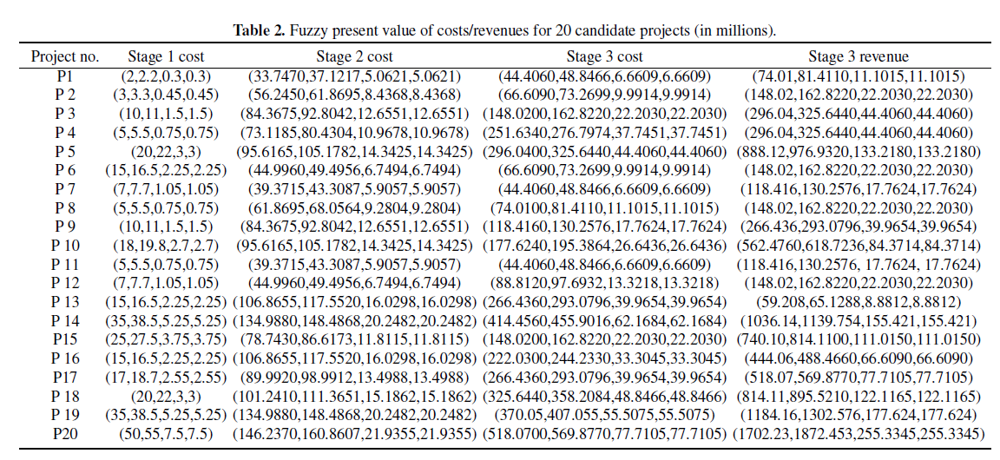 Table 2. Fuzzy present value of costs/revenues for 20 candidate projects (in millions).
Project no. Stage 1 cost Stage 2 cost Stage 3 cost Stage 3 revenue
P1 (2,2.2,0.3,0.3) (33.7470,37.1217,5.0621,5.0621) (44.4060,48.8466,6.6609,6.6609) (74.01,81.4110,11.1015,11.1015)
P 2 (3,3.3,0.45,0.45) (56.2450,61.8695,8.4368,8.4368) (66.6090,73.2699,9.9914,9.9914) (148.02,162.8220,22.2030,22.2030)
P 3 (10,11,1.5,1.5) (84.3675,92.8042,12.6551,12.6551) (148.0200,162.8220,22.2030,22.2030) (296.04,325.6440,44.4060,44.4060)
P 4 (5,5.5,0.75,0.75) (73.1185,80.4304,10.9678,10.9678) (251.6340,276.7974,37.7451,37.7451) (296.04,325.6440,44.4060,44.4060)
P 5 (20,22,3,3) (95.6165,105.1782,14.3425,14.3425) (296.0400,325.6440,44.4060,44.4060) (888.12,976.9320,133.2180,133.2180)
P 6 (15,16.5,2.25,2.25) (44.9960,49.4956,6.7494,6.7494) (66.6090,73.2699,9.9914,9.9914) (148.02,162.8220,22.2030,22.2030)
P 7 (7,7.7,1.05,1.05) (39.3715,43.3087,5.9057,5.9057) (44.4060,48.8466,6.6609,6.6609) (118.416,130.2576,17.7624,17.7624)
P 8 (5,5.5,0.75,0.75) (61.8695,68.0564,9.2804,9.2804) (74.0100,81.4110,11.1015,11.1015) (148.02,162.8220,22.2030,22.2030)
P 9 (10,11,1.5,1.5) (84.3675,92.8042,12.6551,12.6551) (118.4160,130.2576,17.7624,17.7624) (266.436,293.0796,39.9654,39.9654)
P 10 (18,19.8,2.7,2.7) (95.6165,105.1782,14.3425,14.3425) (177.6240,195.3864,26.6436,26.6436) (562.4760,618.7236,84.3714,84.3714)
P 11 (5,5.5,0.75,0.75) (39.3715,43.3087,5.9057,5.9057) (44.4060,48.8466,6.6609,6.6609) (118.416,130.2576, 17.7624, 17.7624)
P 12 (7,7.7,1.05,1.05) (44.9960,49.4956,6.7494,6.7494) (88.8120,97.6932,13.3218,13.3218) (148.02,162.8220,22.2030,22.2030)
P 13 (15,16.5,2.25,2.25) (106.8655,117.5520,16.0298,16.0298) (266.4360,293.0796,39.9654,39.9654) (59.208,65.1288,8.8812,8.8812)
P 14 (35,38.5,5.25,5.25) (134.9880,148.4868,20.2482,20.2482) (414.4560,455.9016,62.1684,62.1684) (1036.14,1139.754,155.421,155.421)
P15 (25,27.5,3.75,3.75) (78.7430,86.6173,11.8115,11.8115) (148.0200,162.8220,22.2030,22.2030) (740.10,814.1100,111.0150,111.0150)
P 16 (15,16.5,2.25,2.25) (106.8655,117.5520,16.0298,16.0298) (222.0300,244.2330,33.3045,33.3045) (444.06,488.4660,66.6090,66.6090)
P17 (17,18.7,2.55,2.55) (89.9920,98.9912,13.4988,13.4988) (266.4360,293.0796,39.9654,39.9654) (518.07,569.8770,77.7105,77.7105)
P 18 (20,22,3,3) (101.2410,111.3651,15.1862,15.1862) (325.6440,358.2084,48.8466,48.8466) (814.11,895.5210,122.1165,122.1165)
P 19 (35,38.5,5.25,5.25) (134.9880,148.4868,20.2482,20.2482) (370.05,407.055,55.5075,55.5075) (1184.16,1302.576,177.624,177.624)
P20 (50,55,7.5,7.5) (146.2370,160.8607,21.9355,21.9355) (518.0700,569.8770,77.7105,77.7105) (1702.23,1872.453,255.3345,255.3345)